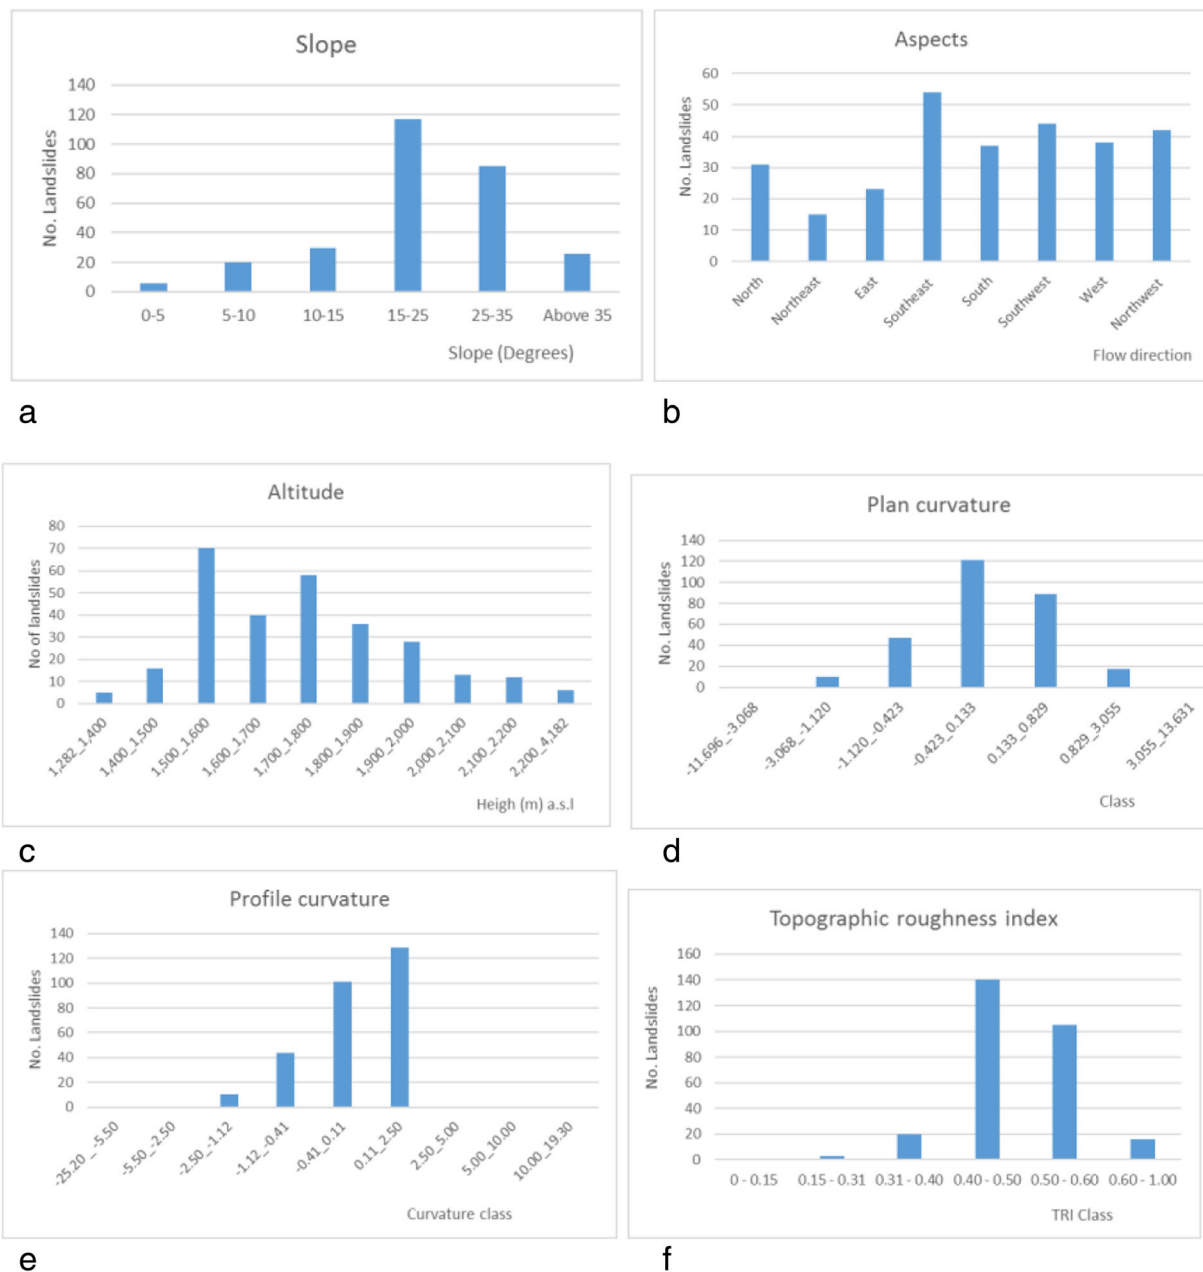 Slope
140
120
100
80
60
40
20
0
No. Landslides
0-5 5-10 10-15 15-25 25-35 Above 35
Slope (Degrees)
a
Aspects
60
50
40
30
20
10
0
No. Landslides
North Northeast East Southeast South Southwest West Northwest
Flow direction
b
Altitude
80
70
60
50
40
30
20
10
0
No of landslides
1,282_1,400 1,400_1,500 1,500_1,600 1,600_1,700 1,700_1,800 1,800_1,900 1,900_2,000 2,000_2,100 2,100_2,200 2,200_4,182
Heigh (m) a.s.l
c
Plan curvature
140
120
100
80
60
40
20
0
No. Landslides
-11.696_-3.068 -3.068_-1.120 -1.120_-0.423 -0.423_0.133 0.133_0.829 0.829_3.055 3.055_13.631
Class
d
Profile curvature
140
120
100
80
60
40
20
0
No. Landslides
-25.20_ -5.50 -5.50_-2.50 -2.50_-1.12 -1.12_-0.41 -0.41_0.11 0.11_2.50 2.50_5.00 5.00_10.00 10.00_19.30
Curvature class
e
Topographic roughness index
160
140
120
100
80
60
40
20
0
No. Landslides
0 - 0.15 0.15 - 0.31 0.31 - 0.40 0.40 - 0.50 0.50 - 0.60 0.60 - 1.00
TRI Class
f